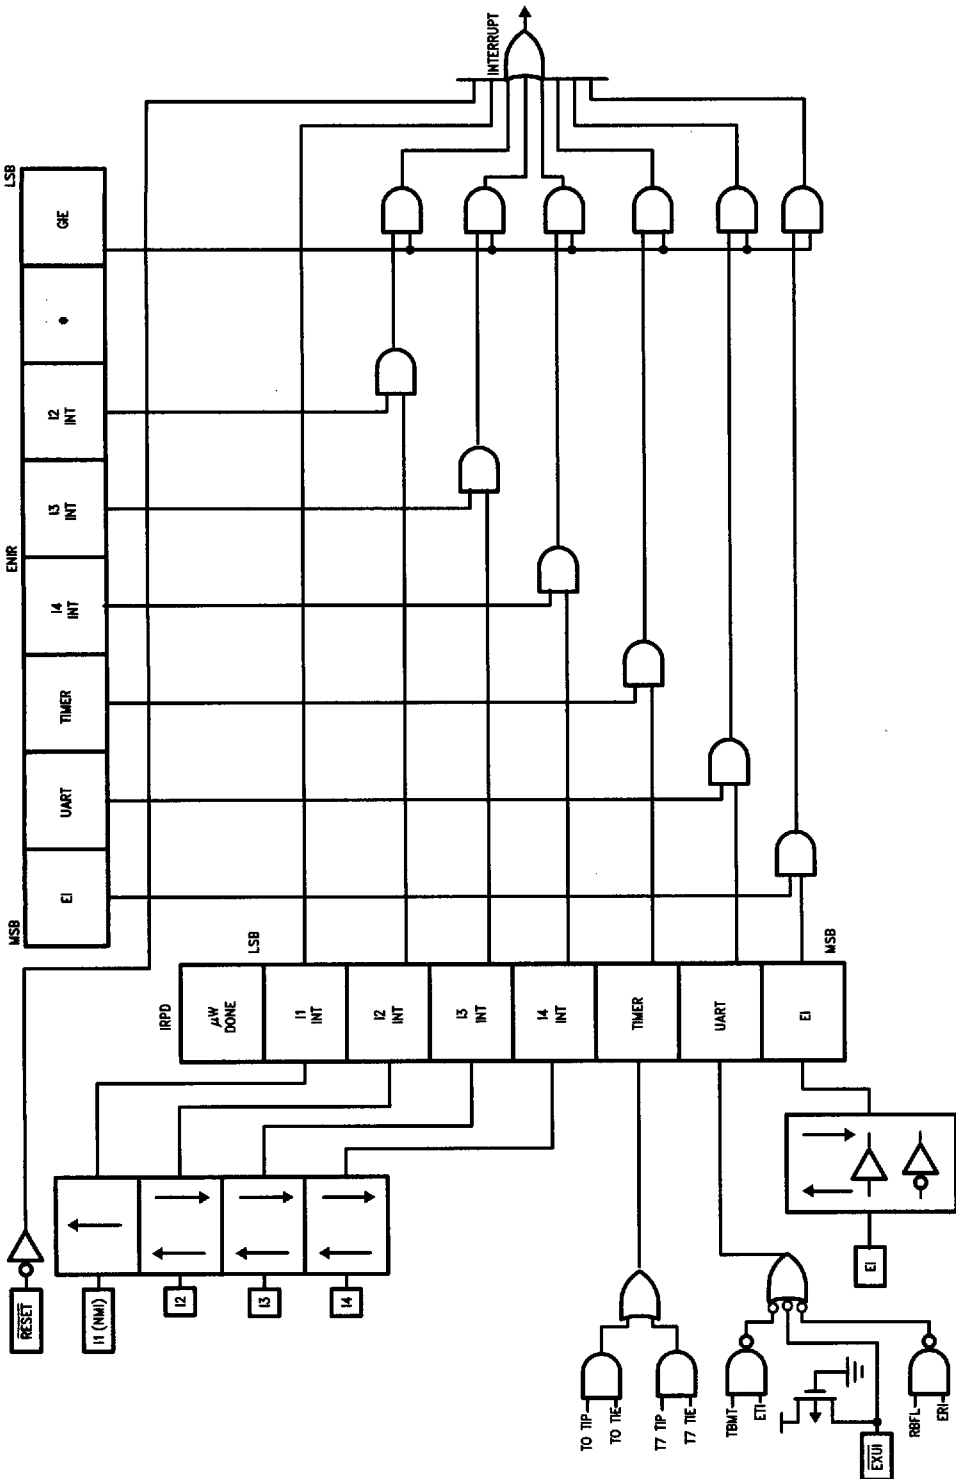 MSB
ENIR
LSB
EI
UART
TIMER
I4
INT
I3
INT
I2
INT
*
GIE
RESET
I1 (NMI)
I2
I3
I4
IRPD
μW
DONE
LSB
I1
INT
I2
INT
I3
INT
I4
INT
TIMER
UART
EI
MSB
INTERRUPT
T0 TIP
T0 TIE
T7 TIP
T7 TIE
TBMT
ETI
EXUI
RBFL
ERI
EI